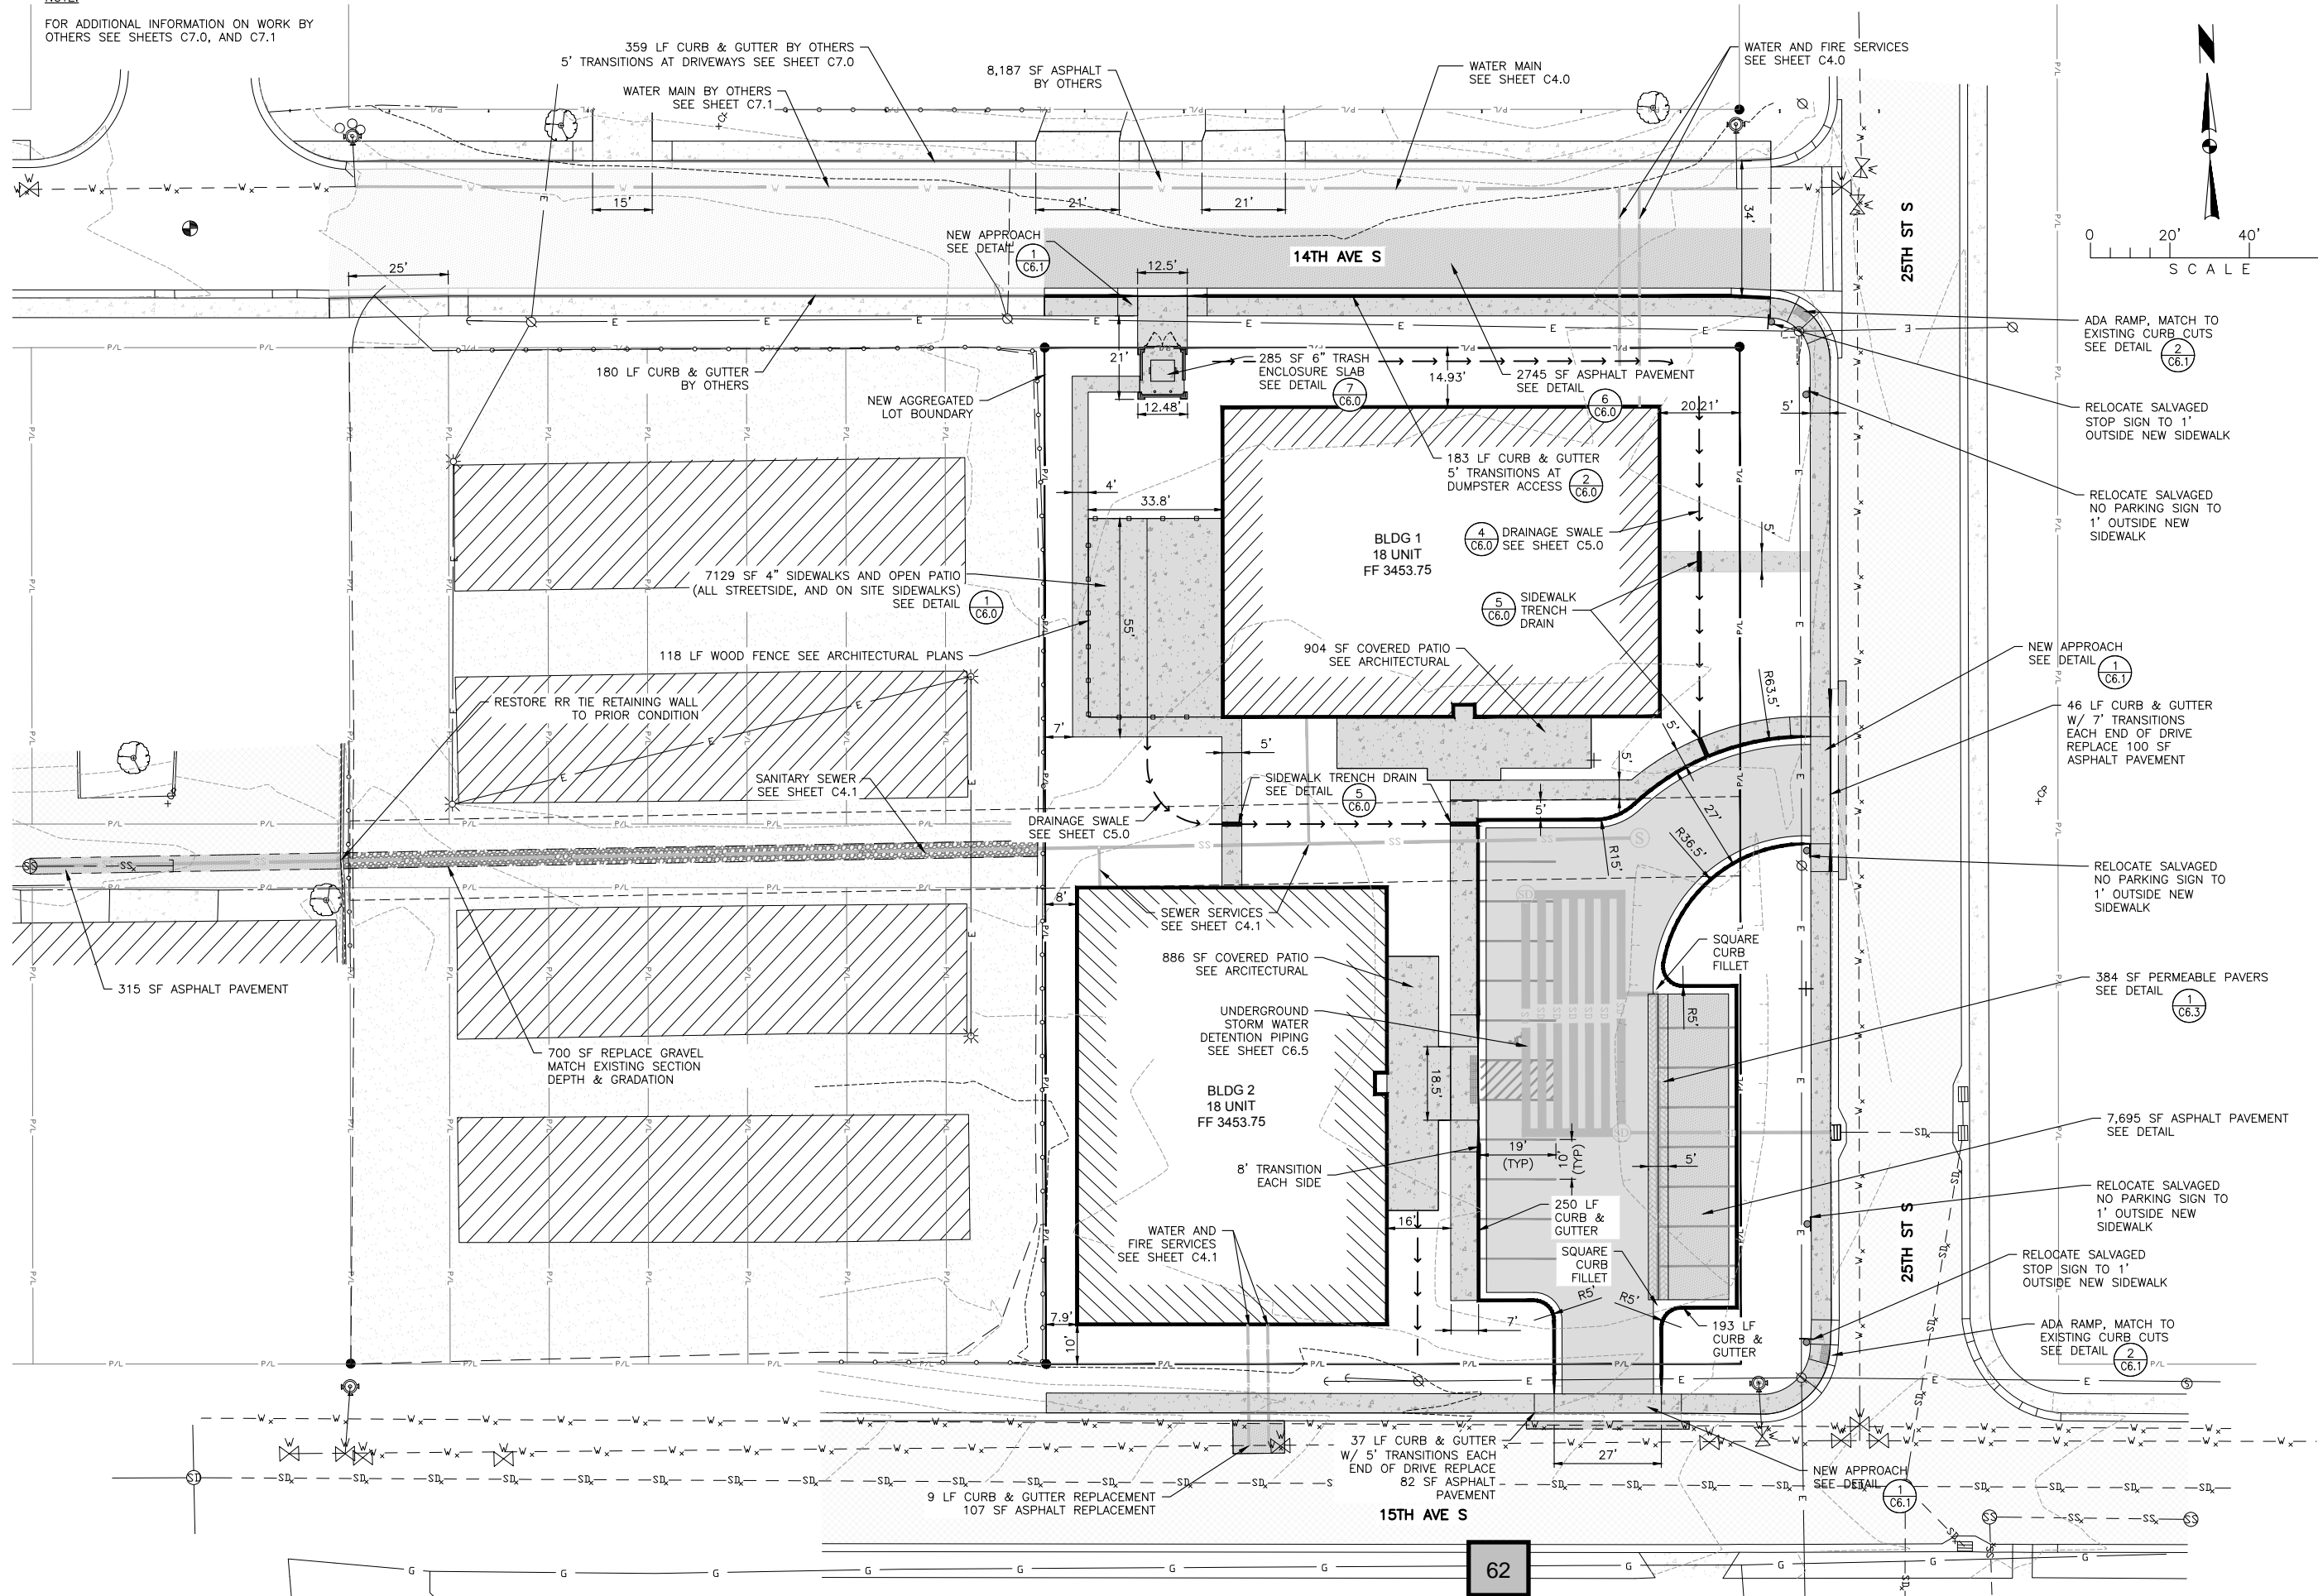 NOTE:
FOR ADDITIONAL INFORMATION ON WORK BY
OTHERS SEE SHEETS C7.0, AND C7.1
359 LF CURB & GUTTER BY OTHERS
5' TRANSITIONS AT DRIVEWAYS SEE SHEET C7.0
WATER MAIN BY OTHERS
SEE SHEET C7.1
8,187 SF ASPHALT
BY OTHERS
WATER MAIN
SEE SHEET C4.0
WATER AND FIRE SERVICES
SEE SHEET C4.0
N
0 20' 40'
SCALE
25TH ST S
15'
21'
21'
34'
25'
NEW APPROACH
SEE DETAIL
1
C6.1
12.5'
14TH AVE S
21'
180 LF CURB & GUTTER
BY OTHERS
NEW AGGREGATED
LOT BOUNDARY
285 SF 6" TRASH
ENCLOSURE SLAB
SEE DETAIL
7
C6.0
12.48'
14.93'
2745 SF ASPHALT PAVEMENT
SEE DETAIL
6
C6.0
20.21'
5'
ADA RAMP, MATCH TO
EXISTING CURB CUTS
SEE DETAIL
2
C6.1
RELOCATE SALVAGED
STOP SIGN TO 1'
OUTSIDE NEW SIDEWALK
RELOCATE SALVAGED
NO PARKING SIGN TO
1' OUTSIDE NEW
SIDEWALK
4'
33.8'
183 LF CURB & GUTTER
5' TRANSITIONS AT
DUMPSTER ACCESS
2
C6.0
BLDG 1
18 UNIT
FF 3453.75
4
C6.0
DRAINAGE SWALE
SEE SHEET C5.0
5'
7129 SF 4" SIDEWALKS AND OPEN PATIO
(ALL STREETSIDE, AND ON SITE SIDEWALKS)
SEE DETAIL
1
C6.0
55'
5
C6.0
SIDEWALK
TRENCH
DRAIN
118 LF WOOD FENCE SEE ARCHITECTURAL PLANS
904 SF COVERED PATIO
SEE ARCHITECTURAL
R63.5'
NEW APPROACH
SEE DETAIL
1
C6.1
46 LF CURB & GUTTER
W/ 7' TRANSITIONS
EACH END OF DRIVE
REPLACE 100 SF
ASPHALT PAVEMENT
RESTORE RR TIE RETAINING WALL
TO PRIOR CONDITION
7'
5'
5'
5'
SANITARY SEWER
SEE SHEET C4.1
SIDEWALK TRENCH DRAIN
SEE DETAIL
5
C6.0
5'
27'
DRAINAGE SWALE
SEE SHEET C5.0
R15'
R36.5'
RELOCATE SALVAGED
NO PARKING SIGN TO
1' OUTSIDE NEW
SIDEWALK
8'
SEWER SERVICES
SEE SHEET C4.1
315 SF ASPHALT PAVEMENT
886 SF COVERED PATIO
SEE ARCITECTURAL
SQUARE
CURB
FILLET
384 SF PERMEABLE PAVERS
SEE DETAIL
1
C6.3
R5'
UNDERGROUND
STORM WATER
DETENTION PIPING
SEE SHEET C6.5
700 SF REPLACE GRAVEL
MATCH EXISTING SECTION
DEPTH & GRADATION
18.5'
BLDG 2
18 UNIT
FF 3453.75
7,695 SF ASPHALT PAVEMENT
SEE DETAIL
8' TRANSITION
EACH SIDE
19'
(TYP)
10'
(TYP)
5'
RELOCATE SALVAGED
NO PARKING SIGN TO
1' OUTSIDE NEW
SIDEWALK
250 LF
CURB &
GUTTER
16'
WATER AND
FIRE SERVICES
SEE SHEET C4.1
SQUARE
CURB
FILLET
25TH ST S
RELOCATE SALVAGED
STOP SIGN TO 1'
OUTSIDE NEW SIDEWALK
R5'
R5'
7.9'
10'
7'
193 LF
CURB &
GUTTER
ADA RAMP, MATCH TO
EXISTING CURB CUTS
SEE DETAIL
2
C6.1
37 LF CURB & GUTTER
W/ 5' TRANSITIONS EACH
END OF DRIVE REPLACE
82 SF ASPHALT
PAVEMENT
27'
NEW APPROACH
SEE DETAIL
1
C6.1
9 LF CURB & GUTTER REPLACEMENT
107 SF ASPHALT REPLACEMENT
15TH AVE S
62